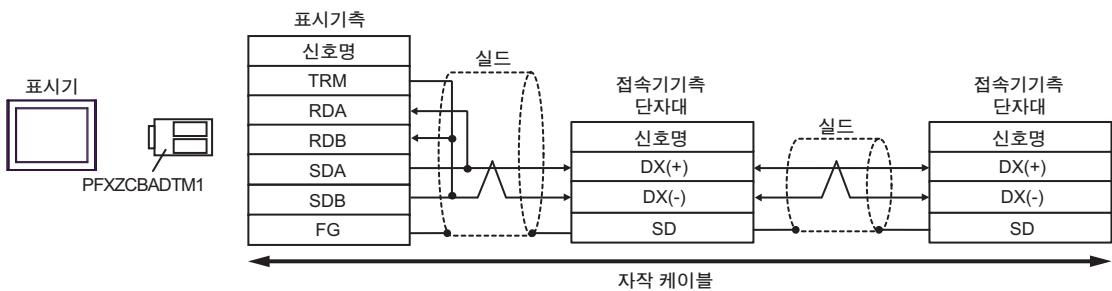 표시기
PFXZCBADTM1
표시기측
신호명
TRM
RDA
RDB
SDA
SDB
FG
실드
접속기기측
단자대
신호명
DX(+)
DX(-)
SD
실드
접속기기측
단자대
신호명
DX(+)
DX(-)
SD
자작 케이블